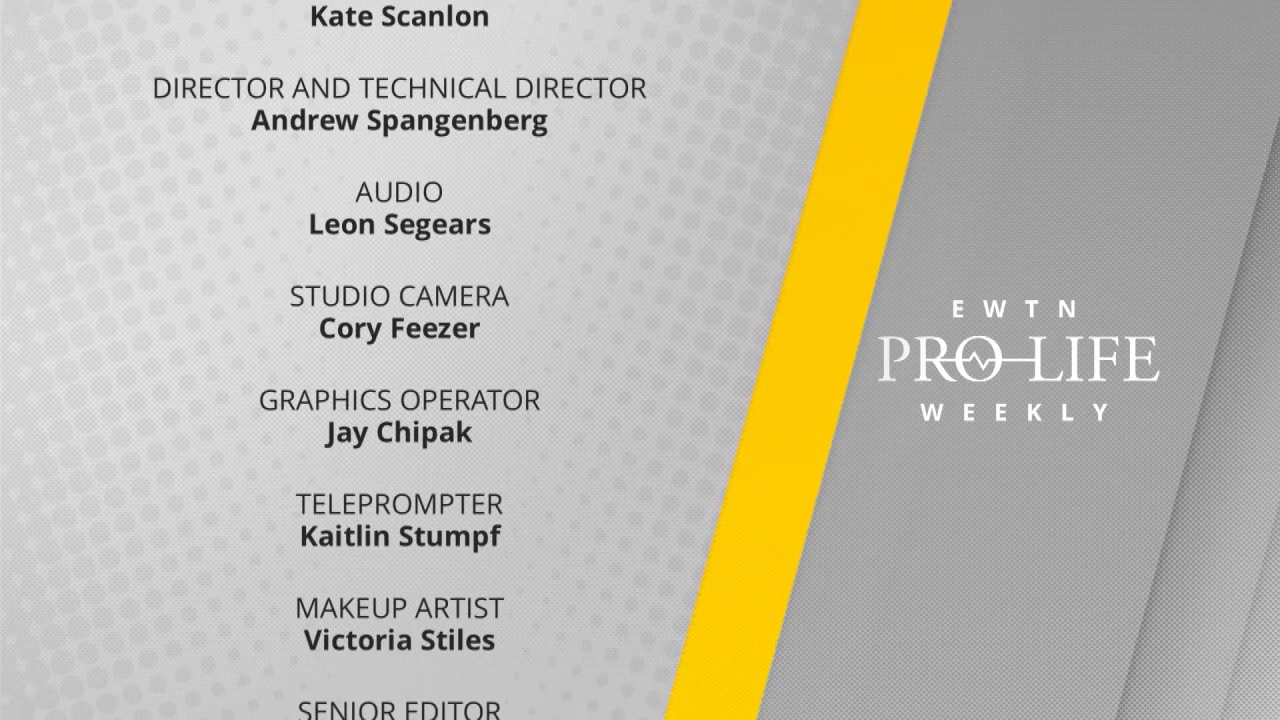 Kate Scanlon
DIRECTOR AND TECHNICAL DIRECTOR
Andrew Spangenberg
AUDIO
Leon Segears
STUDIO CAMERA
Cory Feezer
GRAPHICS OPERATOR
Jay Chipak
TELEPROMPTER
Kaitlin Stumpf
MAKEUP ARTIST
Victoria Stiles
SENIOR EDITOR
EWTN
PRO-LIFE
WEEKLY